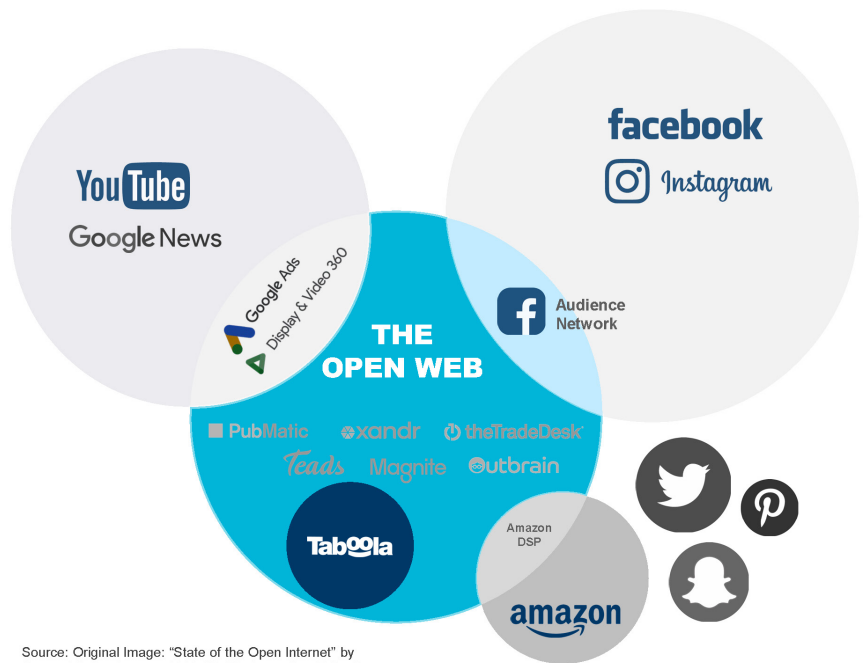 facebook
Instagram
YouTube
Google News
Google Ads
Display & Video 360
Audience
Network
THE
OPEN WEB
PubMatic
xandr
theTradeDesk
Teads
Magnite
Outbrain
Taboola
Amazon
DSP
amazon
Source: Original Image: “State of the Open Internet” by